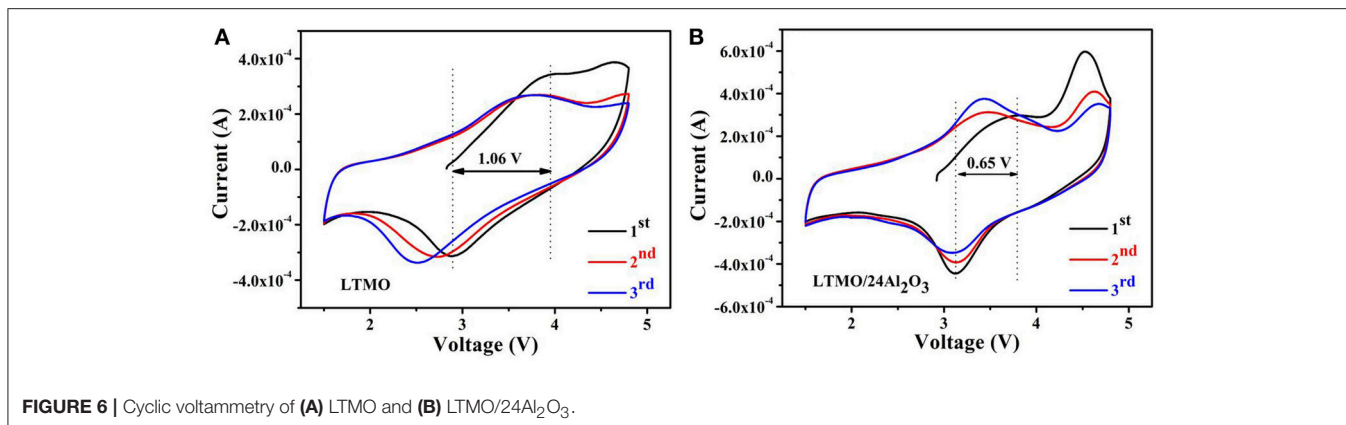 A
Current (A)
4.0x10⁻⁴
2.0x10⁻⁴
0.0
-2.0x10⁻⁴
-4.0x10⁻⁴
1.06 V
LTMO
1ˢᵗ
2ⁿᵈ
3ʳᵈ
2 3 4 5
Voltage (V)
B
Current (A)
6.0x10⁻⁴
4.0x10⁻⁴
2.0x10⁻⁴
0.0
-2.0x10⁻⁴
-4.0x10⁻⁴
-6.0x10⁻⁴
0.65 V
LTMO/24Al₂O₃
1ˢᵗ
2ⁿᵈ
3ʳᵈ
2 3 4 5
Voltage (V)
FIGURE 6 | Cyclic voltammetry of (A) LTMO and (B) LTMO/24Al₂O₃.